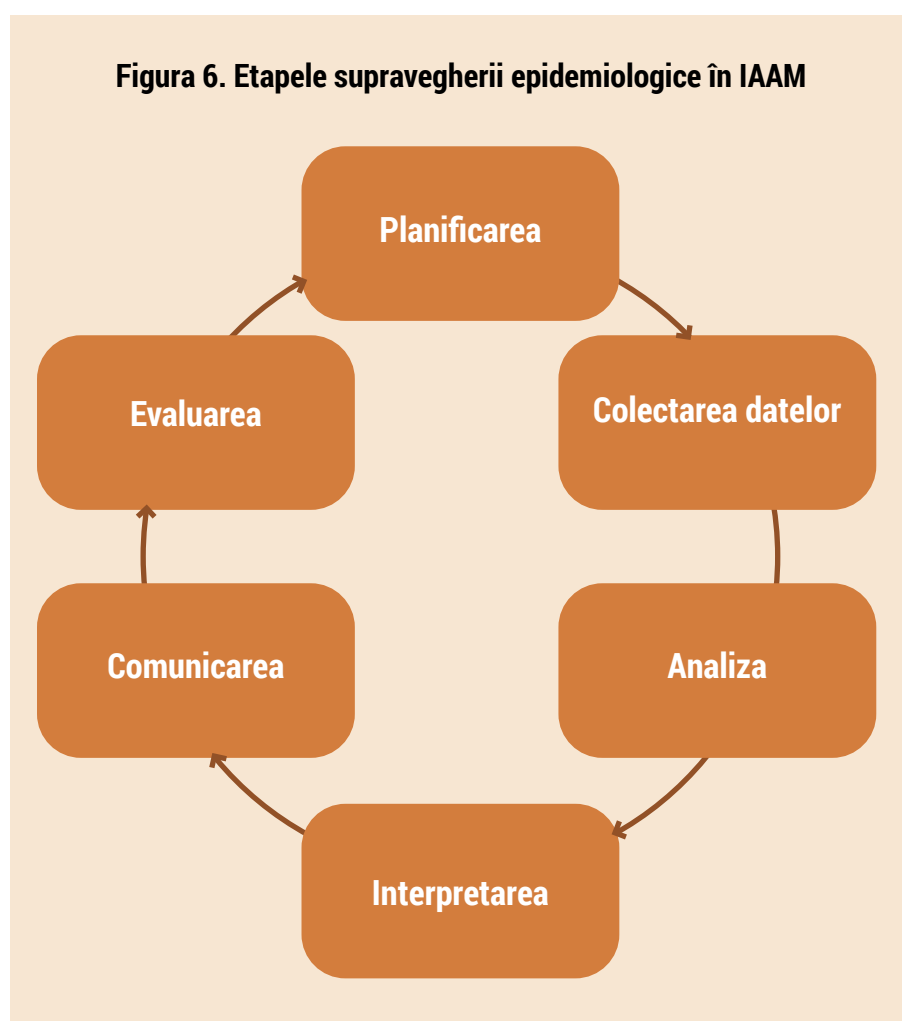 Figura 6. Etapele supravegherii epidemiologice în IAAM
Planificarea
Colectarea datelor
Analiza
Interpretarea
Comunicarea
Evaluarea